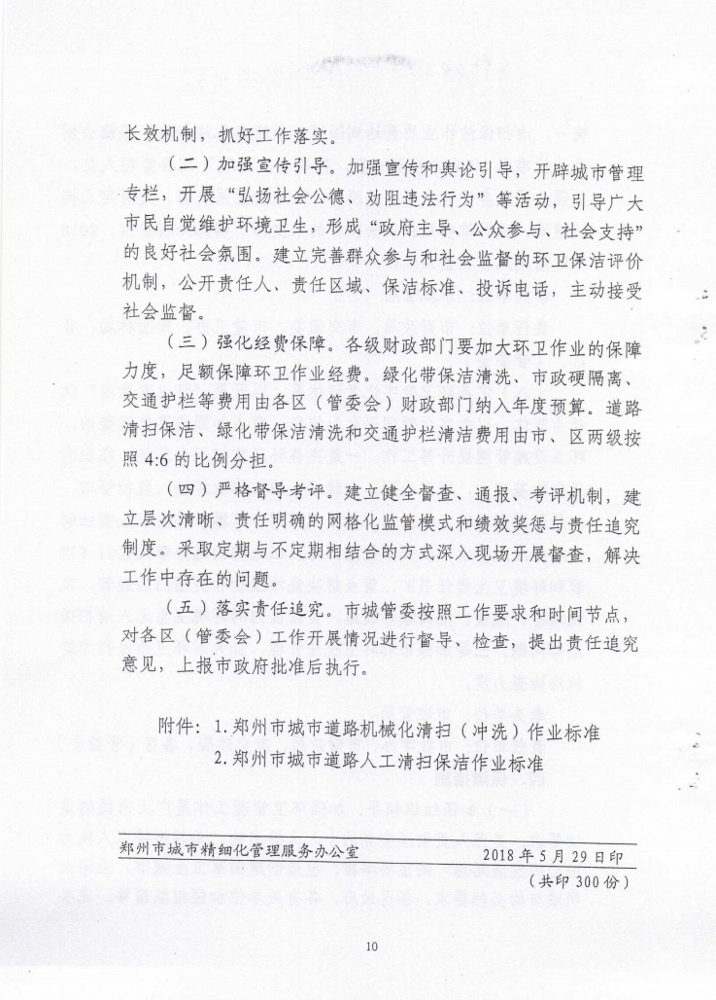 长效机制，抓好工作落实。
（二）加强宣传引导。加强宣传和舆论引导，开辟城市管理
专栏，开展“弘扬社会公德、劝阻违法行为”等活动，引导广大
市民自觉维护环境卫生，形成“政府主导、公众参与、社会支持”
的良好社会氛围。建立完善群众参与和社会监督的环卫保洁评价
机制，公开责任人、责任区域、保洁标准、投诉电话，主动接受
社会监督。
（三）强化经费保障。各级财政部门要加大环卫作业的保障
力度，足额保障环卫作业经费。绿化带保洁清洗、市政硬隔离、
交通护栏等费用由各区（管委会）财政部门纳入年度预算。道路
清扫保洁、绿化带保洁清洗和交通护栏清洁费用由市、区两级按
照 4:6 的比例分担。
（四）严格督导考评。建立健全督查、通报、考评机制，建
立层次清晰、责任明确的网格化监管模式和绩效奖惩与责任追究
制度。采取定期与不定期相结合的方式深入现场开展督查，解决
工作中存在的问题。
（五）落实责任追究。市城管委按照工作要求和时间节点，
对各区（管委会）工作开展情况进行督导、检查，提出责任追究
意见，上报市政府批准后执行。
附件：1.郑州市城市道路机械化清扫（冲洗）作业标准
2.郑州市城市道路人工清扫保洁作业标准
郑州市城市精细化管理服务办公室 2018 年 5 月 29 日印
（共印 300 份）
10